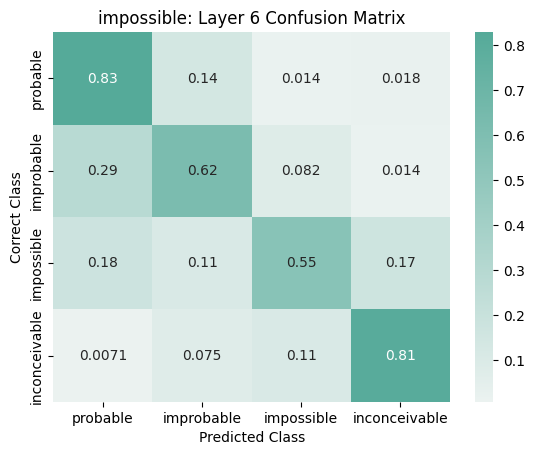 impossible: Layer 6 Confusion Matrix
Correct Class
probable
0.83 0.14 0.014 0.018
improbable
0.29 0.62 0.082 0.014
impossible
0.18 0.11 0.55 0.17
inconceivable
0.0071 0.075 0.11 0.81
probable improbable impossible inconceivable
Predicted Class
0.8
0.7
0.6
0.5
0.4
0.3
0.2
0.1